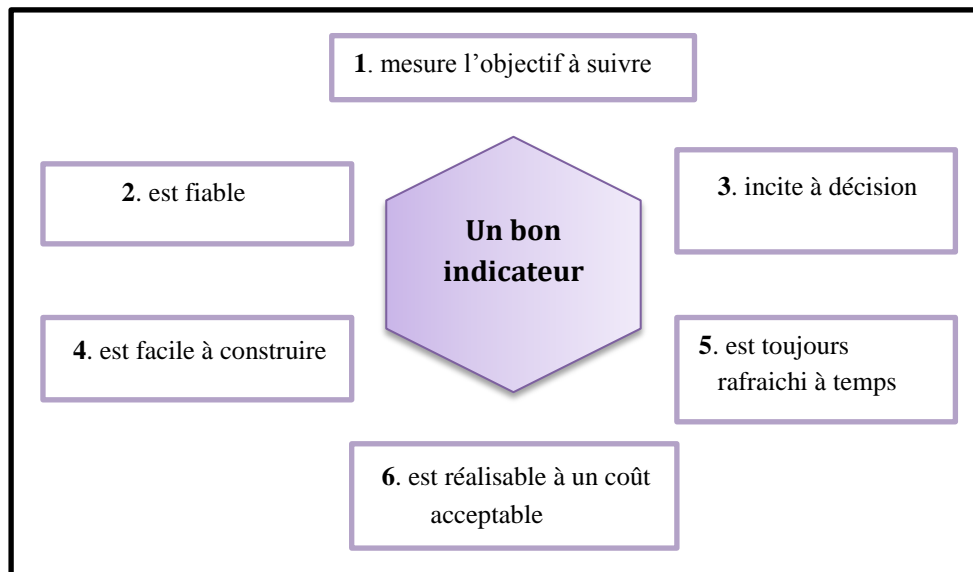 1. mesure l'objectif à suivre
2. est fiable
3. incite à décision
Un bon
indicateur
4. est facile à construire
5. est toujours
rafraichi à temps
6. est réalisable à un coût
acceptable